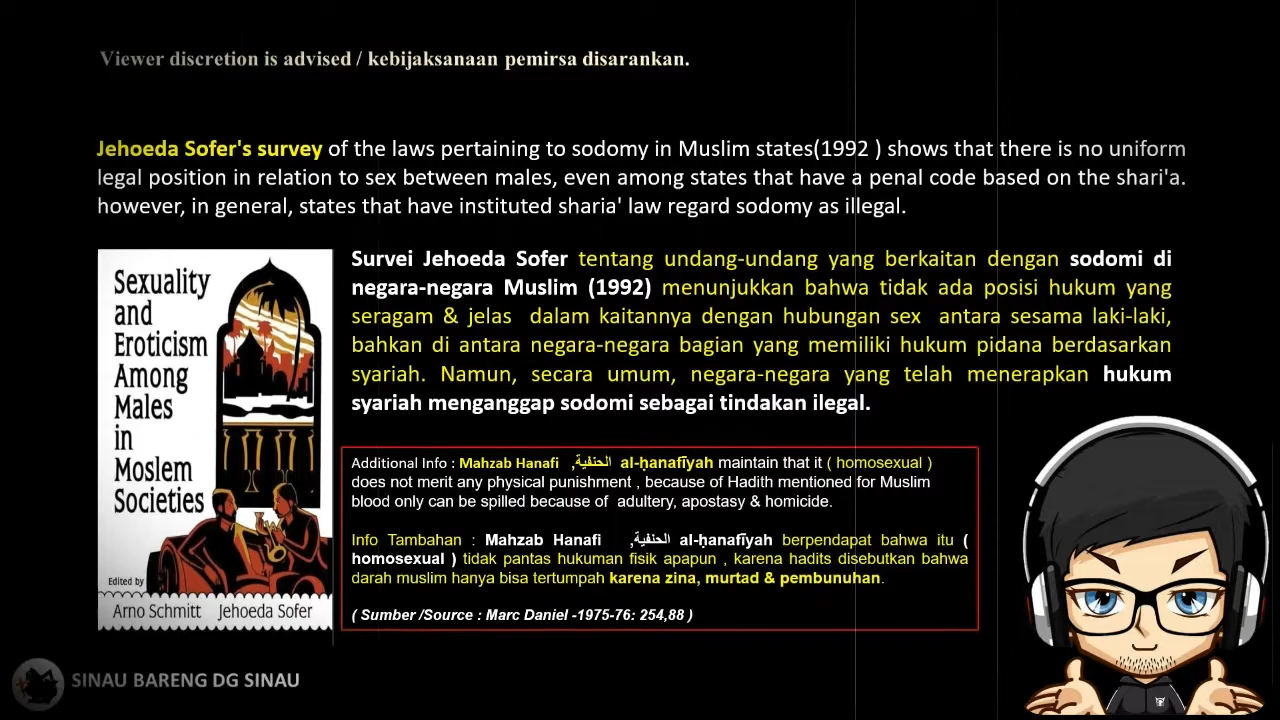 Viewer discretion is advised / kebijaksanaan pemirsa disarankan.
Jehoeda Sofer's survey of the laws pertaining to sodomy in Muslim states(1992 ) shows that there is no uniform
legal position in relation to sex between males, even among states that have a penal code based on the shari'a.
however, in general, states that have instituted sharia' law regard sodomy as illegal.
Sexuality
and
Eroticism
Among
Males
in
Moslem
Societies
Edited by
Arno Schmitt Jehoeda Sofer
Survei Jehoeda Sofer tentang undang-undang yang berkaitan dengan sodomi di
negara-negara Muslim (1992) menunjukkan bahwa tidak ada posisi hukum yang
seragam & jelas dalam kaitannya dengan hubungan sex antara sesama laki-laki,
bahkan di antara negara-negara bagian yang memiliki hukum pidana berdasarkan
syariah. Namun, secara umum, negara-negara yang telah menerapkan hukum
syariah menganggap sodomi sebagai tindakan ilegal.
Additional Info : Mahzab Hanafi الحنفية, al-ḥanafīyah maintain that it ( homosexual )
does not merit any physical punishment , because of Hadith mentioned for Muslim
blood only can be spilled because of adultery, apostasy & homicide.
Info Tambahan : Mahzab Hanafi الحنفية, al-ḥanafīyah berpendapat bahwa itu (
homosexual ) tidak pantas hukuman fisik apapun , karena hadits disebutkan bahwa
darah muslim hanya bisa tertumpah karena zina, murtad & pembunuhan.
( Sumber /Source : Marc Daniel -1975-76: 254,88 )
SINAU BARENG DG SINAU